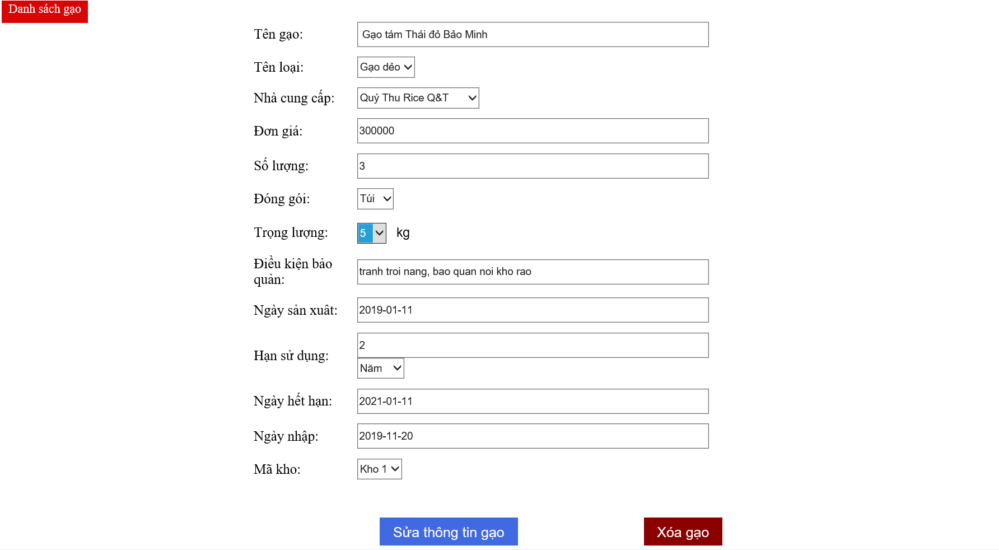 Danh sách gạo
Tên gạo: Gạo tám Thái đỏ Bảo Minh
Tên loại: Gạo dẻo
Nhà cung cấp: Quý Thu Rice Q&T
Đơn giá: 300000
Số lượng: 3
Đóng gói: Túi
Trọng lượng: 5 kg
Điều kiện bảo
quản:
tranh troi nang, bao quan noi kho rao
Ngày sản xuât: 2019-01-11
Hạn sử dụng: 2
Năm
Ngày hết hạn: 2021-01-11
Ngày nhập: 2019-11-20
Mã kho: Kho 1
Sửa thông tin gạo Xóa gạo